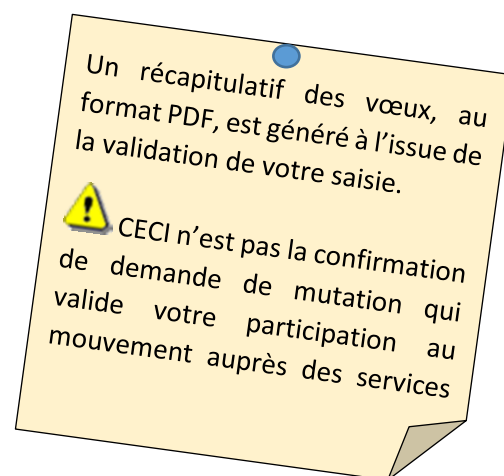 Un récapitulatif des vœux, au
format PDF, est généré à l’issue de
la validation de votre saisie.
CECI n’est pas la confirmation
de demande de mutation qui
valide votre participation au
mouvement auprès des services